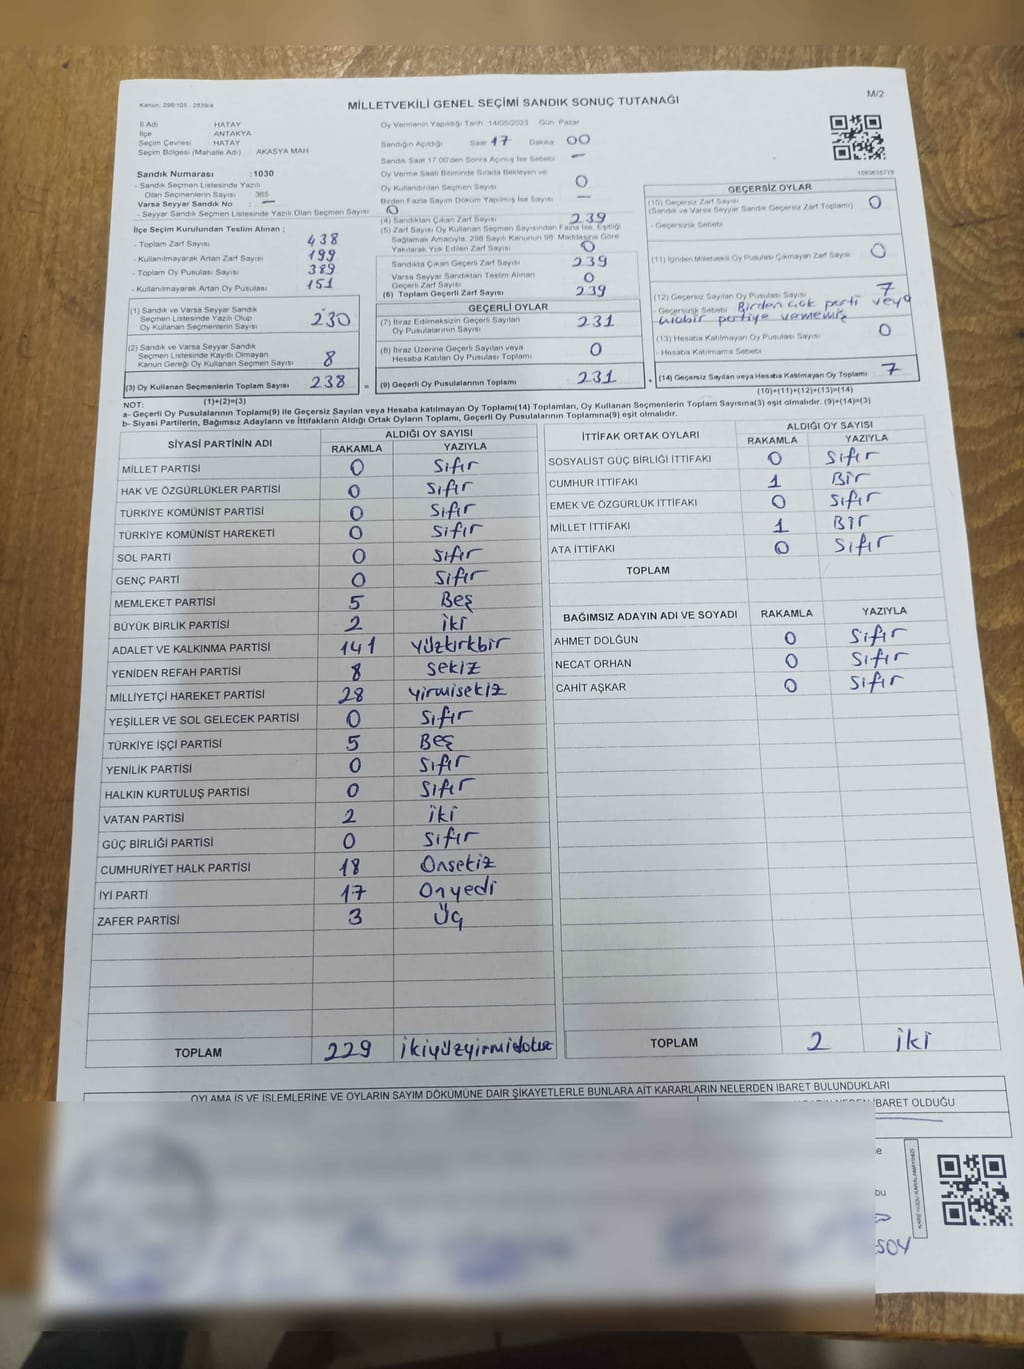 M/2
Kanun: 298/105 - 2839/4
MİLLETVEKİLİ GENEL SEÇİMİ SANDIK SONUÇ TUTANAĞI
İl Adı : HATAY
İlçe : ANTAKYA
Seçim Çevresi : HATAY
Seçim Bölgesi (Mahalle Adı) : AKASYA MAH
Sandık Numarası :1030
- Sandık Seçmen Listesinde Yazılı
Olan Seçmenlerin Sayısı : 365
Varsa Seyyar Sandık No : —
- Seyyar Sandık Seçmen Listesinde Yazılı Olan Seçmen Sayısı 0
İlçe Seçim Kurulundan Teslim Alınan ;
- Toplam Zarf Sayısı : 438
- Kullanılmayarak Artan Zarf Sayısı : 199
- Toplam Oy Pusulası Sayısı : 389
- Kullanılmayarak Artan Oy Pusulası : 151
(1) Sandık ve Varsa Seyyar Sandık
Seçmen Listesinde Yazılı Olup
Oy Kullanan Seçmenlerin Sayısı : 230
(2) Sandık ve Varsa Seyyar Sandık
Seçmen Listesinde Kayıtlı Olmayan
Kanun Gereği Oy Kullanan Seçmen Sayısı : 8
(3) Oy Kullanan Seçmenlerin Toplam Sayısı : 238 =
(1)+(2)=(3)
Oy Vermenin Yapıldığı Tarih : 14/05/2023 Gün: Pazar
Sandığın Açıldığı Saat 17 Dakika 00
Sandık Saat 17:00'den Sonra Açılmış İse Sebebi —
Oy Verme Saati Bitiminde Sırada Bekleyen ve
Oy Kullandırılan Seçmen Sayısı 0
Birden Fazla Sayım Döküm Yapılmış İse Sayısı —
(4) Sandıktan Çıkan Zarf Sayısı : 239
(5) Zarf Sayısı Oy Kullanan Seçmen Sayısından Fazla İse, Eşitliği
Sağlamak Amacıyla, 298 Sayılı Kanunun 98. Maddesine Göre
Yakılarak Yok Edilen Zarf Sayısı : 0
Sandıkta Çıkan Geçerli Zarf Sayısı : 239
Varsa Seyyar Sandıktan Teslim Alınan
Geçerli Zarf Sayısı : 0
(6) Toplam Geçerli Zarf Sayısı : 239
GEÇERLİ OYLAR
(7) İtiraz Edilmeksizin Geçerli Sayılan
Oy Pusulalarının Sayısı : 231
(8) İtiraz Üzerine Geçerli Sayılan veya
Hesaba Katılan Oy Pusulası Toplamı : 0
(9) Geçerli Oy Pusulalarının Toplamı : 231 +
1089835719
GEÇERSİZ OYLAR
(10) Geçersiz Zarf Sayısı : 0
(Sandık ve Varsa Seyyar Sandık Geçersiz Zarf Toplamı)
- Geçersizlik Sebebi :
(11) İçinden Milletvekili Oy Pusulası Çıkmayan Zarf Sayısı : 0
(12) Geçersiz Sayılan Oy Pusulası Sayısı : 7
- Geçersizlik Sebebi : Birden çok parti veya
hiçbir partiye vermemiş
(13) Hesaba Katılmayan Oy Pusulası Sayısı : 0
- Hesaba Katılmama Sebebi :
(14) Geçersiz Sayılan veya Hesaba Katılmayan Oy Toplamı : 7
(10)+(11)+(12)+(13)=(14)
NOT:
a- Geçerli Oy Pusulalarının Toplamı(9) ile Geçersiz Sayılan veya Hesaba katılmayan Oy Toplamı(14) Toplamları, Oy Kullanan Seçmenlerin Toplam Sayısına(3) eşit olmalıdır. (9)+(14)=(3)
b- Siyasi Partilerin, Bağımsız Adayların ve İttifakların Aldığı Ortak Oyların Toplamı, Geçerli Oy Pusulalarının Toplamına(9) eşit olmalıdır.
SİYASİ PARTİNİN ADI ALDIĞI OY SAYISI
RAKAMLA YAZIYLA
MİLLET PARTİSİ 0 Sıfır
HAK VE ÖZGÜRLÜKLER PARTİSİ 0 Sıfır
TÜRKİYE KOMÜNİST PARTİSİ 0 Sıfır
TÜRKİYE KOMÜNİST HAREKETİ 0 Sıfır
SOL PARTİ 0 Sıfır
GENÇ PARTİ 0 Sıfır
MEMLEKET PARTİSİ 5 Beş
BÜYÜK BİRLİK PARTİSİ 2 iki
ADALET VE KALKINMA PARTİSİ 141 yüzkırkbir
YENİDEN REFAH PARTİSİ 8 sekiz
MİLLİYETÇİ HAREKET PARTİSİ 28 yirmisekiz
YEŞİLLER VE SOL GELECEK PARTİSİ 0 Sıfır
TÜRKİYE İŞÇİ PARTİSİ 5 Beş
YENİLİK PARTİSİ 0 Sıfır
HALKIN KURTULUŞ PARTİSİ 0 Sıfır
VATAN PARTİSİ 2 iki
GÜÇ BİRLİĞİ PARTİSİ 0 Sıfır
CUMHURİYET HALK PARTİSİ 18 Onsekiz
İYİ PARTİ 17 Onyedi
ZAFER PARTİSİ 3 Üç
TOPLAM 229 ikiyüzyirmidokuz
İTTİFAK ORTAK OYLARI ALDIĞI OY SAYISI
RAKAMLA YAZIYLA
SOSYALİST GÜÇ BİRLİĞİ İTTİFAKI 0 Sıfır
CUMHUR İTTİFAKI 1 Bir
EMEK VE ÖZGÜRLÜK İTTİFAKI 0 Sıfır
MİLLET İTTİFAKI 1 Bir
ATA İTTİFAKI 0 Sıfır
TOPLAM
BAĞIMSIZ ADAYIN ADI VE SOYADI RAKAMLA YAZIYLA
AHMET DOLĞUN 0 Sıfır
NECAT ORHAN 0 Sıfır
CAHİT AŞKAR 0 Sıfır
TOPLAM 2 iki
OYLAMA İŞ VE İŞLEMLERİNE VE OYLARIN SAYIM DÖKÜMÜNE DAİR ŞİKAYETLERLE BUNLARA AİT KARARLARIN NELERDEN İBARET BULUNDUKLARI
İBARET OLDUĞU
bu
SOY